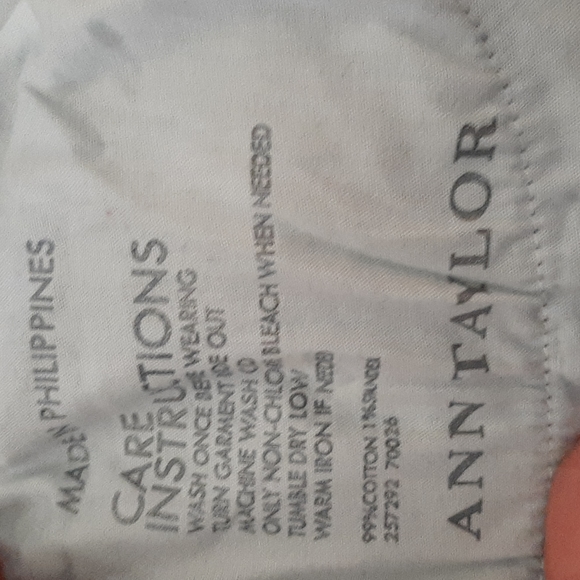 MADE IN PHILIPPINES
CARE
INSTRUCTIONS
WASH ONCE BEFORE WEARING
TURN GARMENT INSIDE OUT
MACHINE WASH COLD
ONLY NON-CHLORINE BLEACH WHEN NEEDED
TUMBLE DRY LOW
WARM IRON IF NEEDED
99%COTTON 1%SPANDEX
257292 70026
ANN TAYLOR